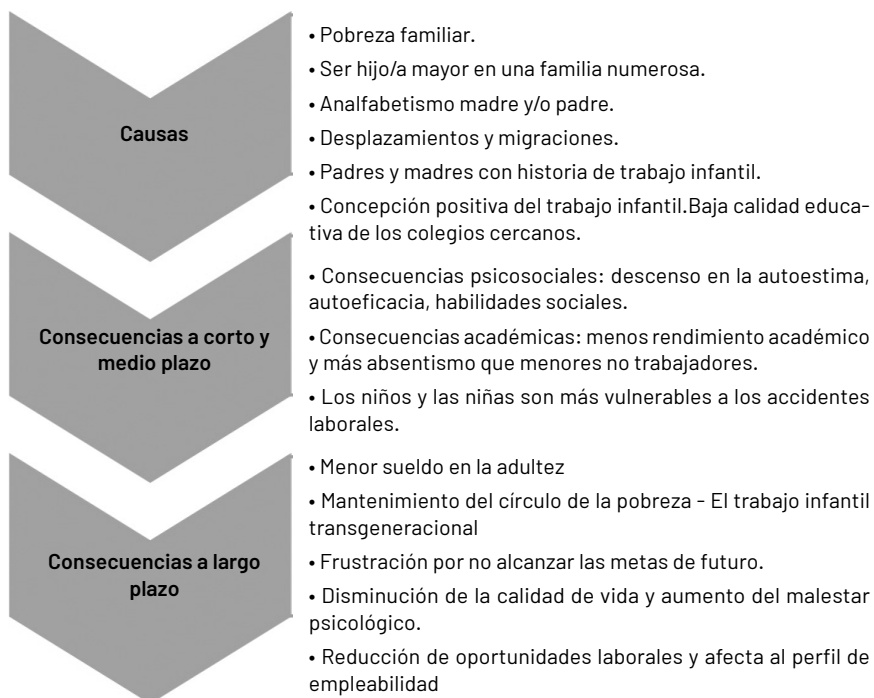 Causas
• Pobreza familiar.
• Ser hijo/a mayor en una familia numerosa.
• Analfabetismo madre y/o padre.
• Desplazamientos y migraciones.
• Padres y madres con historia de trabajo infantil.
• Concepción positiva del trabajo infantil.Baja calidad educa-
tiva de los colegios cercanos.
Consecuencias a corto y
medio plazo
• Consecuencias psicosociales: descenso en la autoestima,
autoeficacia, habilidades sociales.
• Consecuencias académicas: menos rendimiento académico
y más absentismo que menores no trabajadores.
• Los niños y las niñas son más vulnerables a los accidentes
laborales.
Consecuencias a largo
plazo
• Menor sueldo en la adultez
• Mantenimiento del círculo de la pobreza - El trabajo infantil
transgeneracional
• Frustración por no alcanzar las metas de futuro.
• Disminución de la calidad de vida y aumento del malestar
psicológico.
• Reducción de oportunidades laborales y afecta al perfil de
empleabilidad